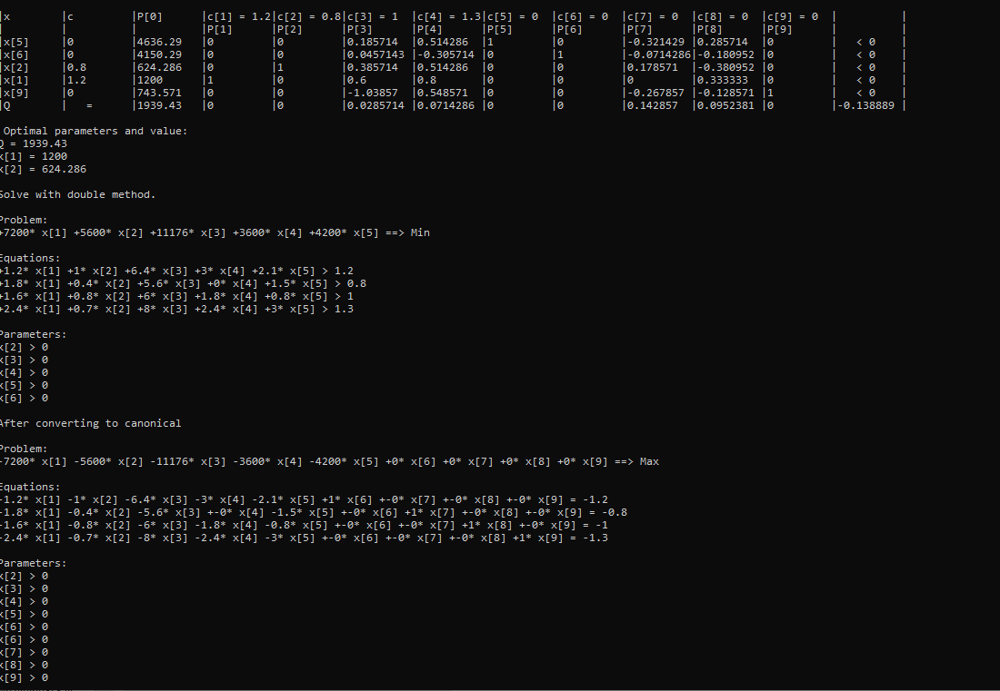 |x |c |P[0] |c[1] = 1.2|c[2] = 0.8|c[3] = 1 |c[4] = 1.3|c[5] = 0 |c[6] = 0 |c[7] = 0 |c[8] = 0 |c[9] = 0 | |
| | | |P[1] |P[2] |P[3] |P[4] |P[5] |P[6] |P[7] |P[8] |P[9] | |
|x[5] |0 |4636.29 |0 |0 |0.185714 |0.514286 |1 |0 |-0.321429 |0.285714 |0 | < 0 |
|x[6] |0 |4150.29 |0 |0 |0.0457143 |-0.305714 |0 |1 |-0.0714286|-0.180952 |0 | < 0 |
|x[2] |0.8 |624.286 |0 |1 |0.385714 |0.514286 |0 |0 |0.178571 |-0.380952 |0 | < 0 |
|x[1] |1.2 |1200 |1 |0 |0.6 |0.8 |0 |0 |0 |0.333333 |0 | < 0 |
|x[9] |0 |743.571 |0 |0 |-1.03857 |0.548571 |0 |0 |-0.267857 |-0.128571 |1 | < 0 |
|Q | = |1939.43 |0 |0 |0.0285714 |0.0714286 |0 |0 |0.142857 |0.0952381 |0 |-0.138889 |
Optimal parameters and value:
Q = 1939.43
x[1] = 1200
x[2] = 624.286
Solve with double method.
Problem:
+7200* x[1] +5600* x[2] +11176* x[3] +3600* x[4] +4200* x[5] ==> Min
Equations:
+1.2* x[1] +1* x[2] +6.4* x[3] +3* x[4] +2.1* x[5] > 1.2
+1.8* x[1] +0.4* x[2] +5.6* x[3] +0* x[4] +1.5* x[5] > 0.8
+1.6* x[1] +0.8* x[2] +6* x[3] +1.8* x[4] +0.8* x[5] > 1
+2.4* x[1] +0.7* x[2] +8* x[3] +2.4* x[4] +3* x[5] > 1.3
Parameters:
x[2] > 0
x[3] > 0
x[4] > 0
x[5] > 0
x[6] > 0
After converting to canonical
Problem:
-7200* x[1] -5600* x[2] -11176* x[3] -3600* x[4] -4200* x[5] +0* x[6] +0* x[7] +0* x[8] +0* x[9] ==> Max
Equations:
-1.2* x[1] -1* x[2] -6.4* x[3] -3* x[4] -2.1* x[5] +1* x[6] +-0* x[7] +-0* x[8] +-0* x[9] = -1.2
-1.8* x[1] -0.4* x[2] -5.6* x[3] +-0* x[4] -1.5* x[5] +-0* x[6] +1* x[7] +-0* x[8] +-0* x[9] = -0.8
-1.6* x[1] -0.8* x[2] -6* x[3] -1.8* x[4] -0.8* x[5] +-0* x[6] +-0* x[7] +1* x[8] +-0* x[9] = -1
-2.4* x[1] -0.7* x[2] -8* x[3] -2.4* x[4] -3* x[5] +-0* x[6] +-0* x[7] +-0* x[8] +1* x[9] = -1.3
Parameters:
x[2] > 0
x[3] > 0
x[4] > 0
x[5] > 0
x[6] > 0
x[6] > 0
x[7] > 0
x[8] > 0
x[9] > 0